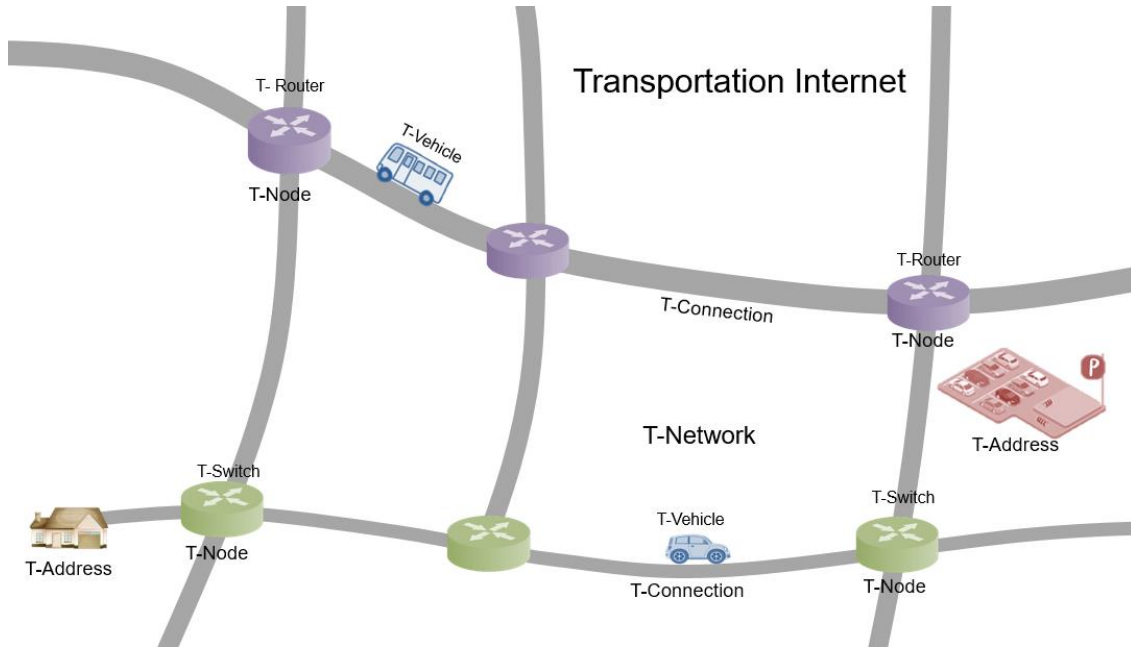 Transportation Internet
T- Router
T-Vehicle
T-Node
T-Router
T-Connection
T-Node
P
T-Address
T-Network
T-Switch
T-Switch
T-Vehicle
T-Node
T-Address
T-Connection
T-Node